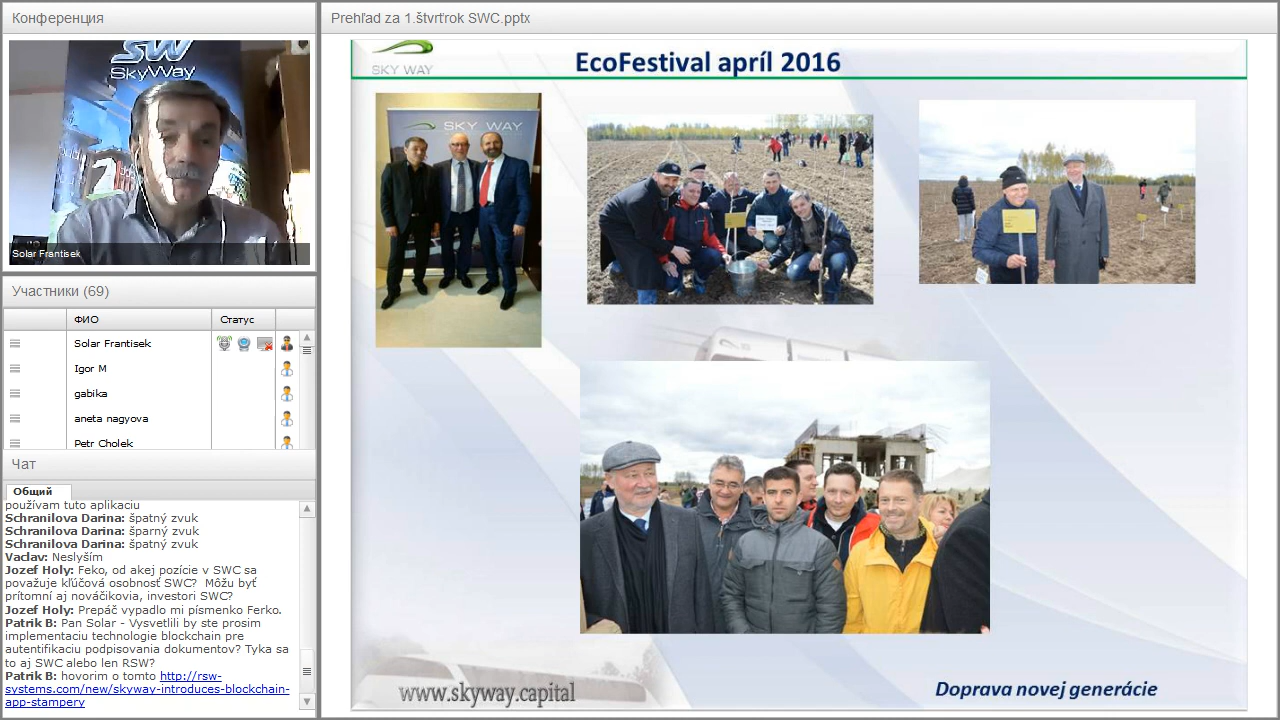 Конференция
SW
SKYWAY
Solar Frantisek
Участники (69)
ФИО
Статус
Solar Frantisek
Igor M
gabika
aneta nagyova
Petr Cholek
Чат
Общий
používam tuto aplikaciu
Schranilova Darina: špatný zvuk
Schranilova Darina: šparný zvuk
Schranilova Darina: špatný zvuk
Vaclav: Neslyším
Jozef Holy: Feko, od akej pozície v SWC sa
považuje kľúčová osobnosť SWC? Môžu byť
prítomní aj nováčikovia, investori SWC?
Jozef Holy: Prepáč vypadlo mi písmenko Ferko.
Patrik B: Pan Solar - Vysvetlili by ste prosim
implementaciu technologie blockchain pre
autentifikaciu podpisovania dokumentov? Tyka sa
to aj SWC alebo len RSW?
Patrik B: hovorim o tomto http://rsw-
systems.com/new/skyway-introduces-blockchain-
app-stampery
Prehľad za 1.štvrťrok SWC.pptx
SKY WAY
EcoFestival apríl 2016
SKY WAY
www.skyway.capital
Doprava novej generácie